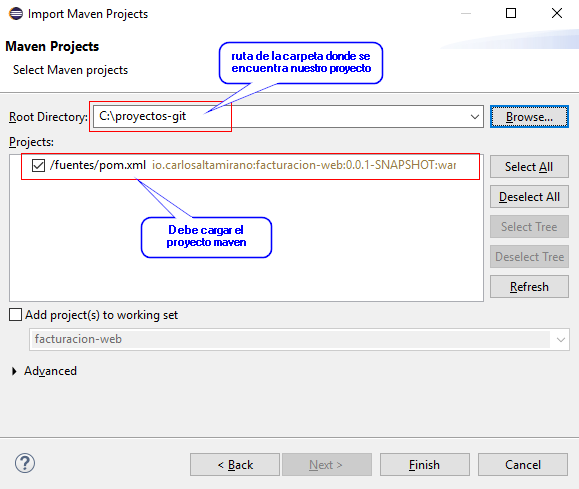 Import Maven Projects
Maven Projects
Select Maven projects
ruta de la carpeta donde se
encuentra nuestro proyecto
Root Directory: C:\proyectos-git Browse...
Projects:
/fuentes/pom.xml io.carlosaltamirano:facturacion-web:0.0.1-SNAPSHOT:war
Select All
Deselect All
Select Tree
Deselect Tree
Refresh
Debe cargar el
proyecto maven
Add project(s) to working set
facturacion-web
Advanced
? < Back Next > Finish Cancel